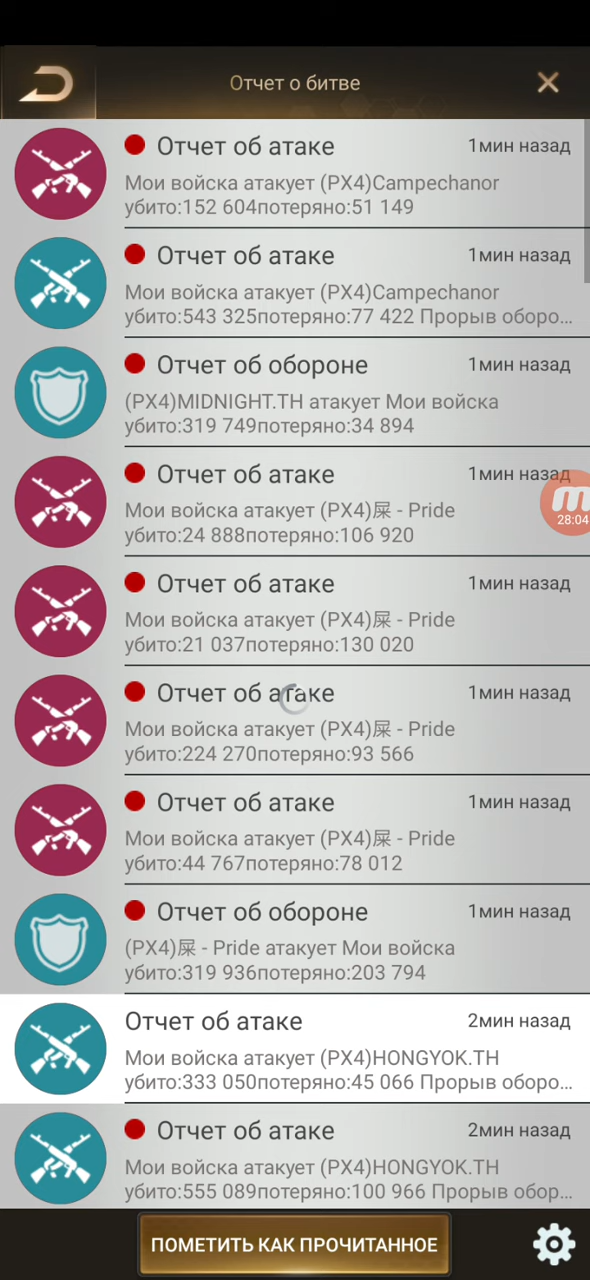 Отчет о битве
Отчет об атаке 1мин назад
Мои войска атакует (PX4)Campechanor
убито:152 604потеряно:51 149
Отчет об атаке 1мин назад
Мои войска атакует (PX4)Campechanor
убито:543 325потеряно:77 422 Прорыв оборо...
Отчет об обороне 1мин назад
(PX4)MIDNIGHT.TH атакует Мои войска
убито:319 749потеряно:34 894
Отчет об атаке 1мин назад
Мои войска атакует (PX4)屎 - Pride
убито:24 888потеряно:106 920
28:04
Отчет об атаке 1мин назад
Мои войска атакует (PX4)屎 - Pride
убито:21 037потеряно:130 020
Отчет об атаке 1мин назад
Мои войска атакует (PX4)屎 - Pride
убито:224 270потеряно:93 566
Отчет об атаке 1мин назад
Мои войска атакует (PX4)屎 - Pride
убито:44 767потеряно:78 012
Отчет об обороне 1мин назад
(PX4)屎 - Pride атакует Мои войска
убито:319 936потеряно:203 794
Отчет об атаке 2мин назад
Мои войска атакует (PX4)HONGYOK.TH
убито:333 050потеряно:45 066 Прорыв оборо...
Отчет об атаке 2мин назад
Мои войска атакует (PX4)HONGYOK.TH
убито:555 089потеряно:100 966 Прорыв обор...
ПОМЕТИТЬ КАК ПРОЧИТАННОЕ